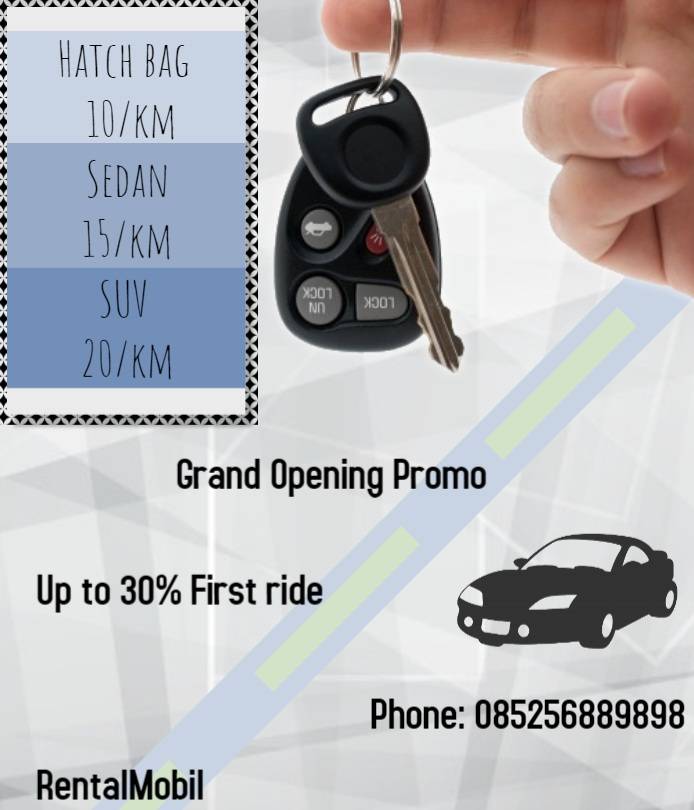 HATCH BAG
10/KM
SEDAN
15/KM
SUV
20/KM
UN
LOCK
LOCK
Grand Opening Promo
Up to 30% First ride
Phone: 085256889898
RentalMobil